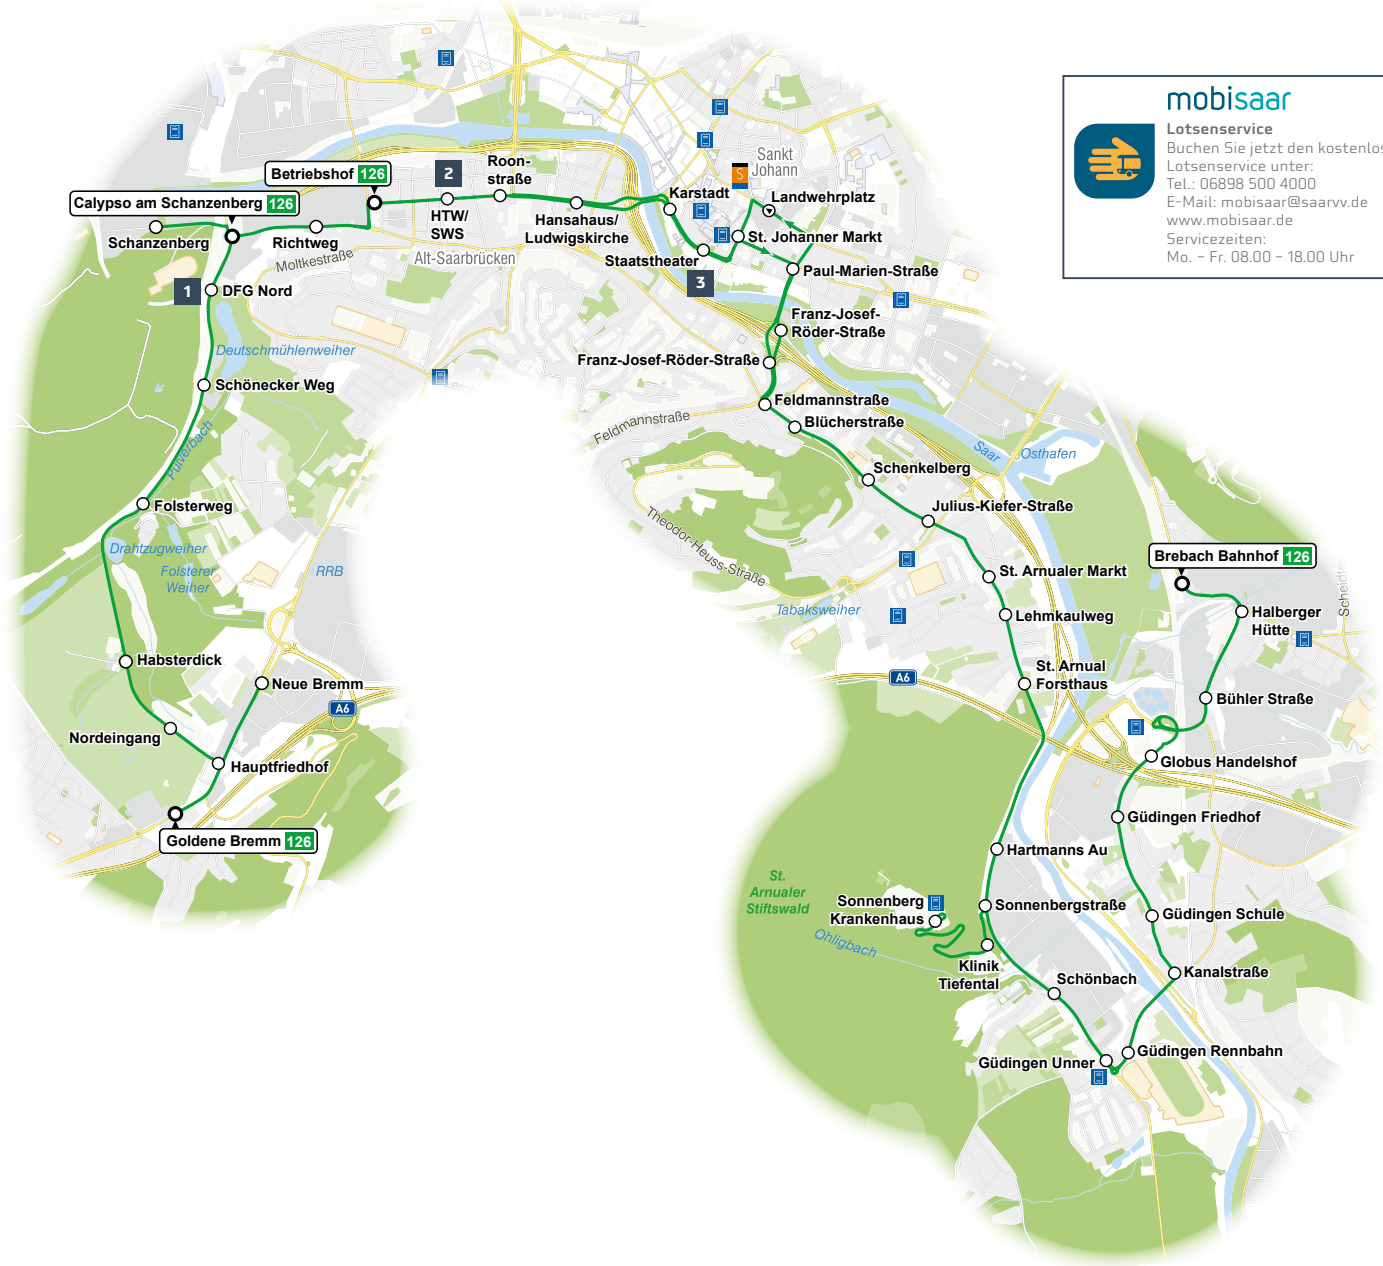 mobisaar
Lotsenservice
Buchen Sie jetzt den kostenlos
Lotsenservice unter:
Tel.: 06898 500 4000
E-Mail: mobisaar@saarvv.de
www.mobisaar.de
Servicezeiten:
Mo. – Fr. 08.00 – 18.00 Uhr
Sankt
Johann
S
Betriebshof 126
2
Roon-
straße
Calypso am Schanzenberg 126
Karstadt
Landwehrplatz
HTW/
SWS
Hansahaus/
Ludwigskirche
Schanzenberg
Richtweg
St. Johanner Markt
Moltkestraße
Alt-Saarbrücken
Staatstheater
Paul-Marien-Straße
1
DFG Nord
3
Franz-Josef-
Röder-Straße
Deutschmühlenweiher
Franz-Josef-Röder-Straße
Schönecker Weg
Feldmannstraße
Feldmannstraße
Blücherstraße
Pulverbach
Saar
Osthafen
Schenkelberg
Folsterweg
Julius-Kiefer-Straße
Theodor-Heuss-Straße
Drahtzugweiher
Folsterer
Weiher
RRB
Brebach Bahnhof 126
St. Arnualer Markt
Tabaksweiher
Lehmkaulweg
Halberger
Hütte
Habsterdick
St. Arnual
Forsthaus
A6
Neue Bremm
A6
Bühler Straße
Nordeingang
Hauptfriedhof
Globus Handelshof
Güdingen Friedhof
Goldene Bremm 126
Hartmanns Au
St.
Arnualer
Stiftswald
Sonnenberg
Krankenhaus
Sonnenbergstraße
Güdingen Schule
Ohligbach
Klinik
Tiefental
Schönbach
Kanalstraße
Güdingen Unner
Güdingen Rennbahn